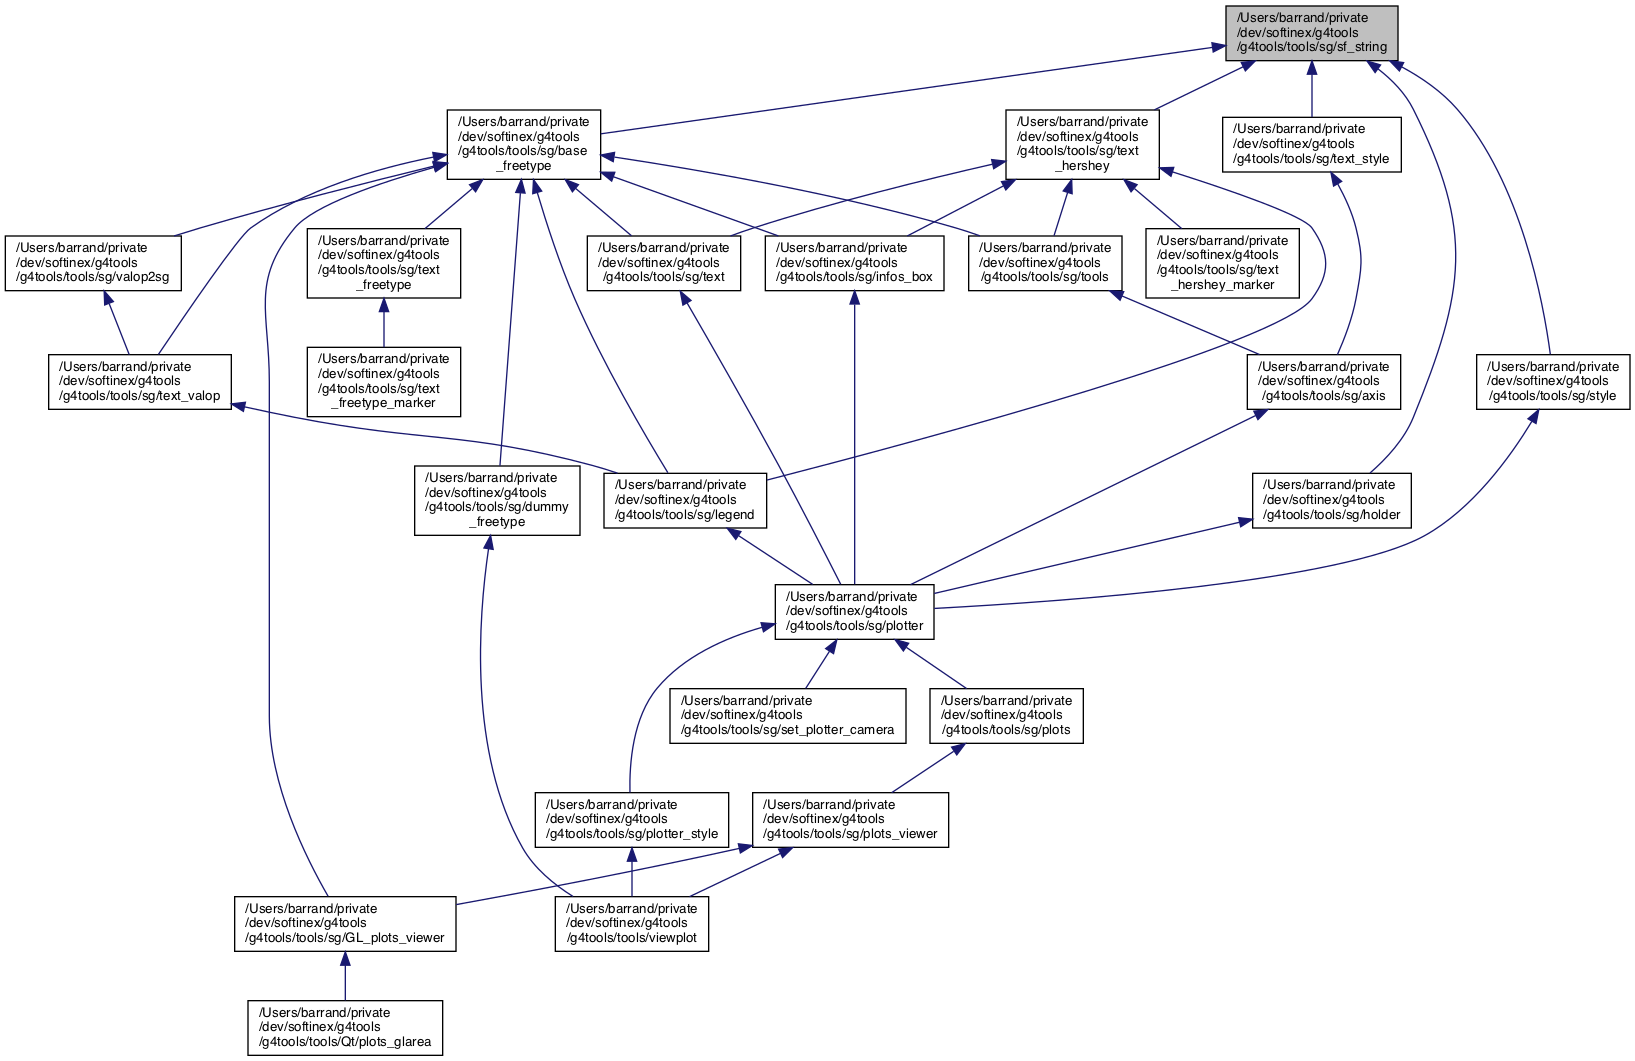 /Users/barrand/private
/dev/softinex/g4tools
/g4tools/tools/sg/sf_string
/Users/barrand/private
/dev/softinex/g4tools
/g4tools/tools/sg/base
_freetype
/Users/barrand/private
/dev/softinex/g4tools
/g4tools/tools/sg/text
_hershey
/Users/barrand/private
/dev/softinex/g4tools
/g4tools/tools/sg/text_style
/Users/barrand/private
/dev/softinex/g4tools
/g4tools/tools/sg/valop2sg
/Users/barrand/private
/dev/softinex/g4tools
/g4tools/tools/sg/text
_freetype
/Users/barrand/private
/dev/softinex/g4tools
/g4tools/tools/sg/text
/Users/barrand/private
/dev/softinex/g4tools
/g4tools/tools/sg/infos_box
/Users/barrand/private
/dev/softinex/g4tools
/g4tools/tools/sg/tools
/Users/barrand/private
/dev/softinex/g4tools
/g4tools/tools/sg/text
_hershey_marker
/Users/barrand/private
/dev/softinex/g4tools
/g4tools/tools/sg/text_valop
/Users/barrand/private
/dev/softinex/g4tools
/g4tools/tools/sg/text
_freetype_marker
/Users/barrand/private
/dev/softinex/g4tools
/g4tools/tools/sg/axis
/Users/barrand/private
/dev/softinex/g4tools
/g4tools/tools/sg/style
/Users/barrand/private
/dev/softinex/g4tools
/g4tools/tools/sg/dummy
_freetype
/Users/barrand/private
/dev/softinex/g4tools
/g4tools/tools/sg/legend
/Users/barrand/private
/dev/softinex/g4tools
/g4tools/tools/sg/holder
/Users/barrand/private
/dev/softinex/g4tools
/g4tools/tools/sg/plotter
/Users/barrand/private
/dev/softinex/g4tools
/g4tools/tools/sg/set_plotter_camera
/Users/barrand/private
/dev/softinex/g4tools
/g4tools/tools/sg/plots
/Users/barrand/private
/dev/softinex/g4tools
/g4tools/tools/sg/plotter_style
/Users/barrand/private
/dev/softinex/g4tools
/g4tools/tools/sg/plots_viewer
/Users/barrand/private
/dev/softinex/g4tools
/g4tools/tools/sg/GL_plots_viewer
/Users/barrand/private
/dev/softinex/g4tools
/g4tools/tools/viewplot
/Users/barrand/private
/dev/softinex/g4tools
/g4tools/tools/Qt/plots_glarea